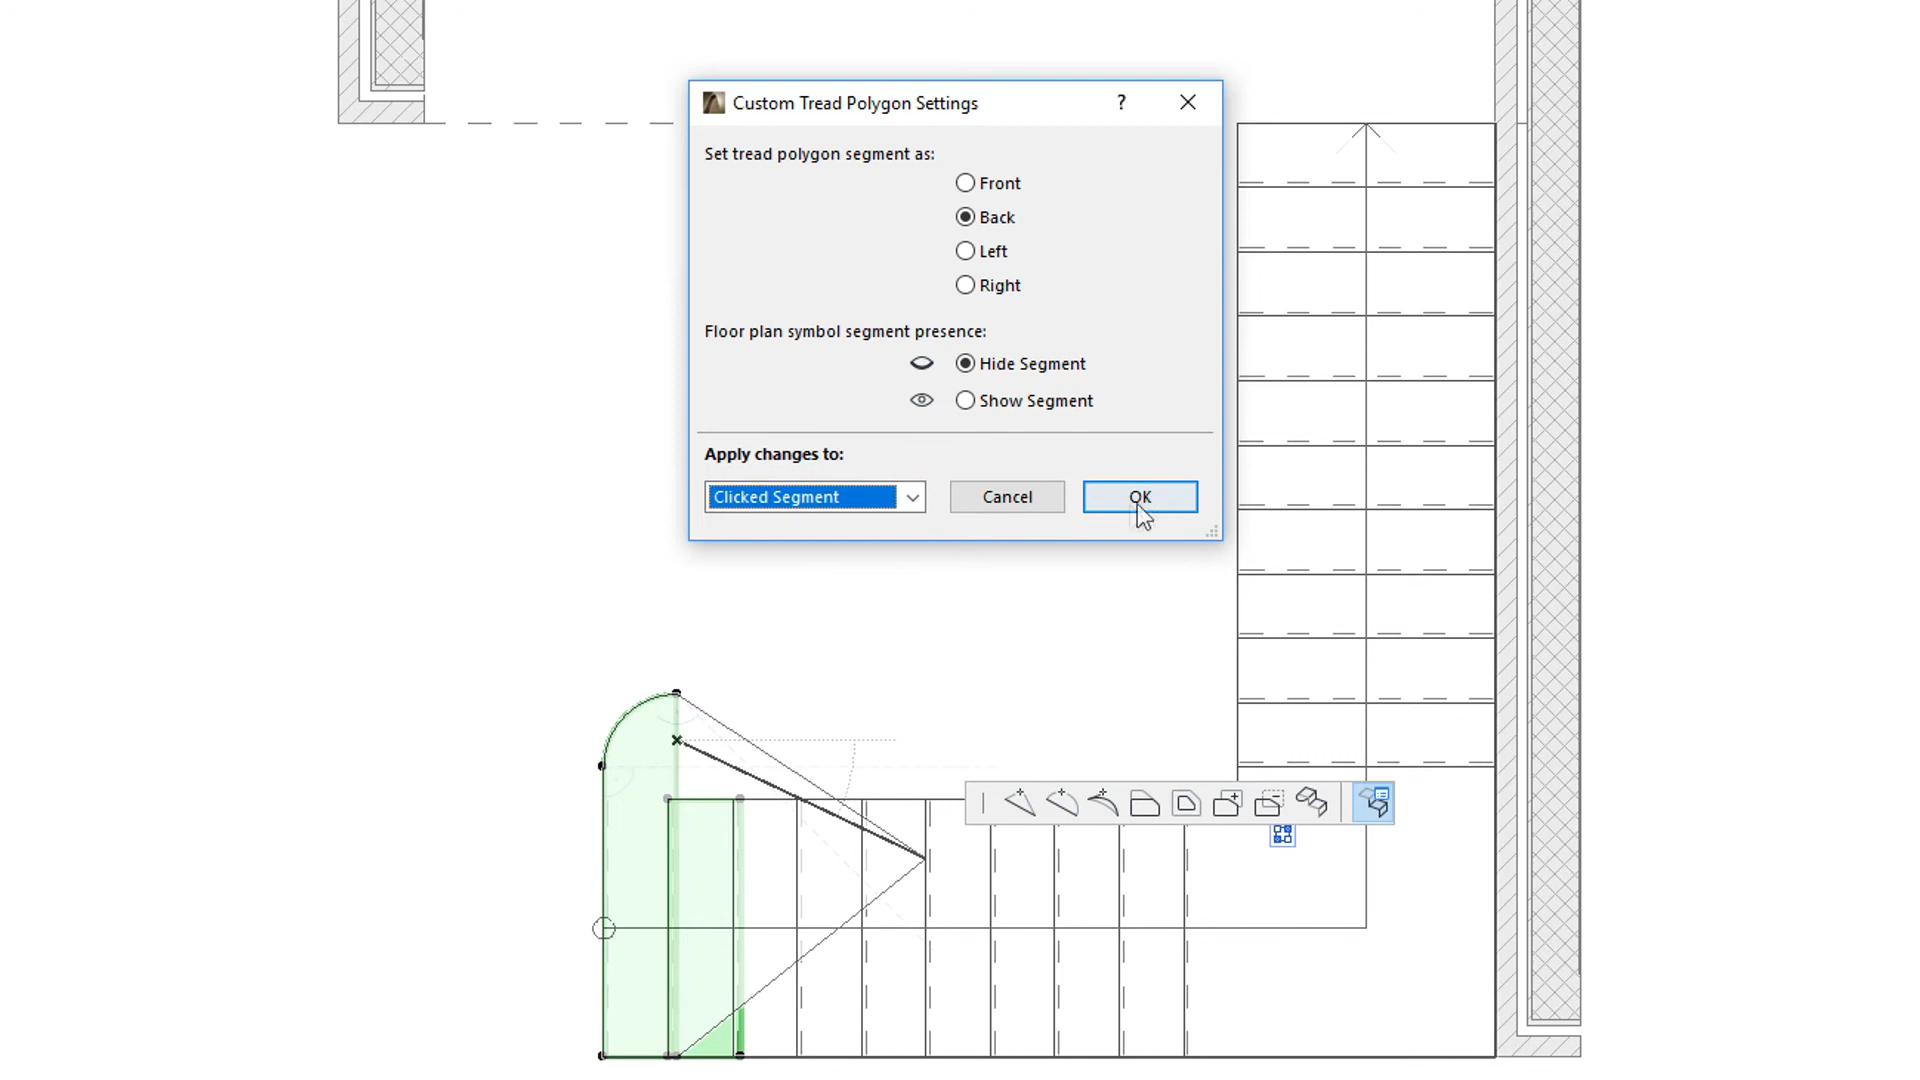 Custom Tread Polygon Settings ?
Set tread polygon segment as:
Front
Back
Left
Right
Floor plan symbol segment presence:
Hide Segment
Show Segment
Apply changes to:
Clicked Segment Cancel OK